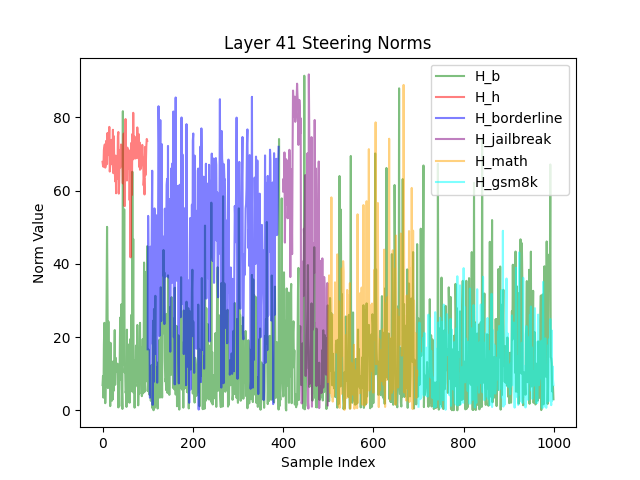 Layer 41 Steering Norms
H_b
H_h
H_borderline
H_jailbreak
H_math
H_gsm8k
Norm Value
80
60
40
20
0
0 200 400 600 800 1000
Sample Index